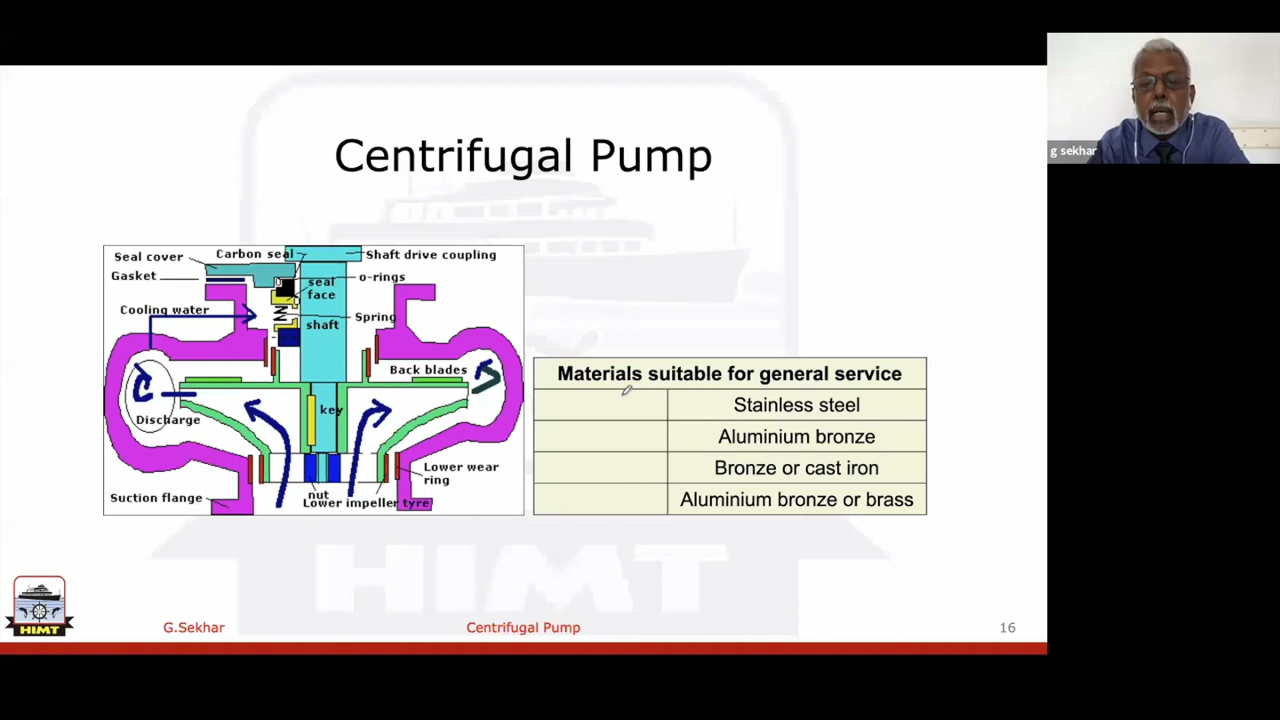 Centrifugal Pump
Seal cover
Carbon seal
Shaft drive coupling
Gasket
o-rings
seal
face
Cooling water
Spring
shaft
Back blades
key
Discharge
Lower wear
ring
Suction flange
nut
Lower impeller tyre
Materials suitable for general service
Stainless steel
Aluminium bronze
Bronze or cast iron
Aluminium bronze or brass
HIMT
HIMT
G.Sekhar
Centrifugal Pump
16
g sekhar